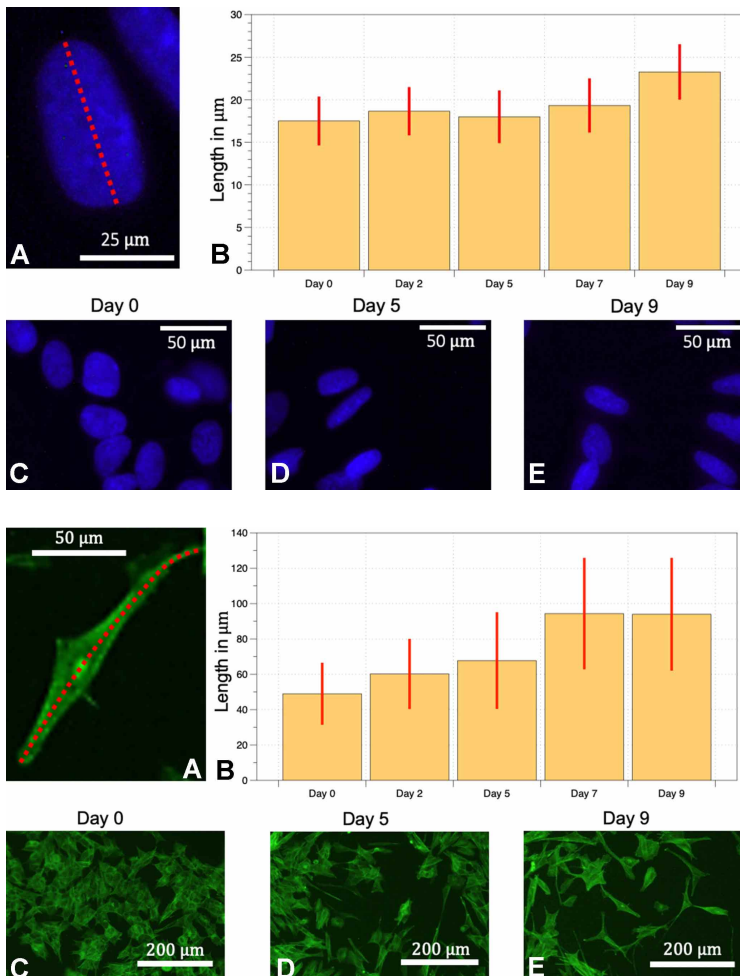 A
25 µm
B
Length in µm
30
25
20
15
10
5
0
Day 0 Day 2 Day 5 Day 7 Day 9
Day 0 Day 5 Day 9
50 µm 50 µm 50 µm
C D E
50 µm
A
B
Length in µm
140
120
100
80
60
40
20
0
Day 0 Day 2 Day 5 Day 7 Day 9
Day 0 Day 5 Day 9
200 µm 200 µm 200 µm
C D E